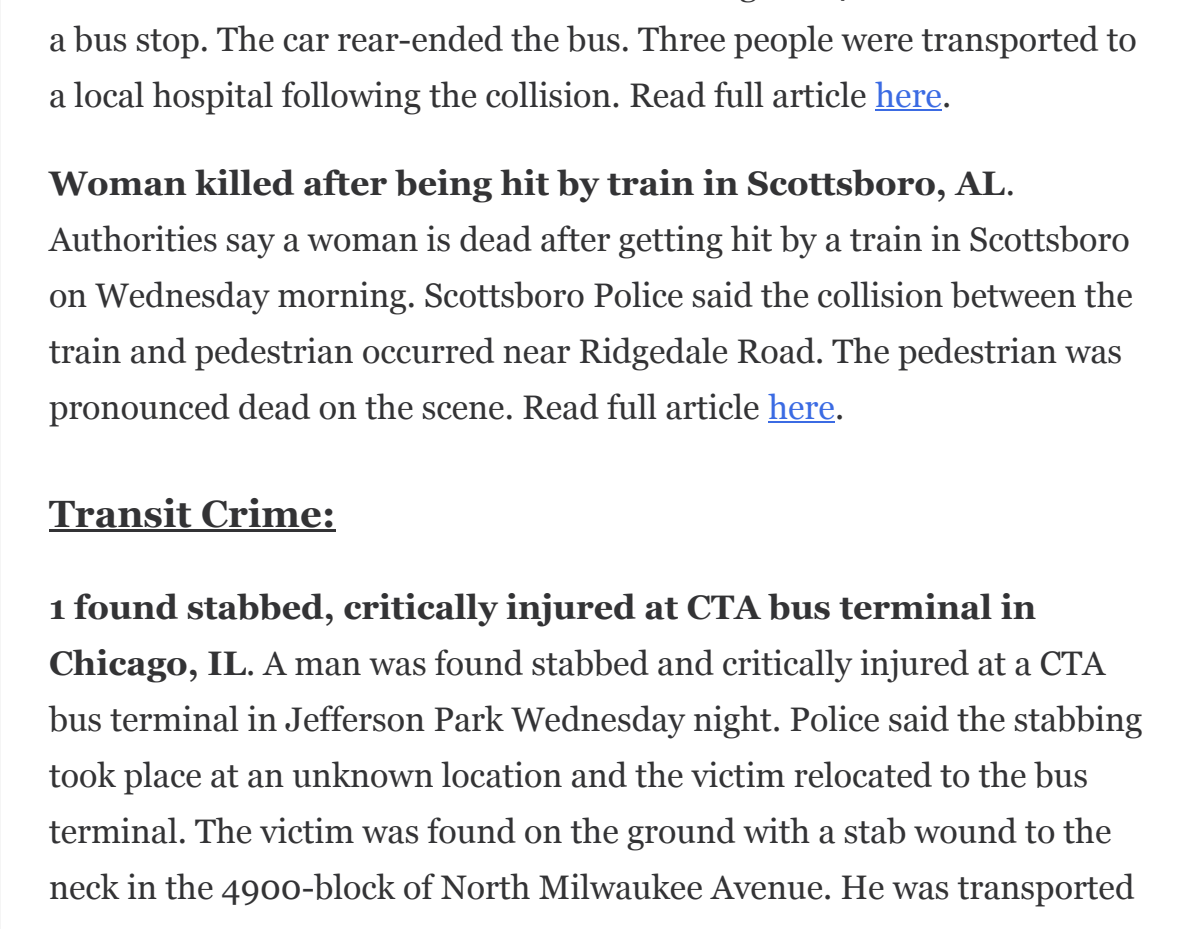 a bus stop. The car rear-ended the bus. Three people were transported to
a local hospital following the collision. Read full article here.
Woman killed after being hit by train in Scottsboro, AL.
Authorities say a woman is dead after getting hit by a train in Scottsboro
on Wednesday morning. Scottsboro Police said the collision between the
train and pedestrian occurred near Ridgedale Road. The pedestrian was
pronounced dead on the scene. Read full article here.
Transit Crime:
1 found stabbed, critically injured at CTA bus terminal in
Chicago, IL. A man was found stabbed and critically injured at a CTA
bus terminal in Jefferson Park Wednesday night. Police said the stabbing
took place at an unknown location and the victim relocated to the bus
terminal. The victim was found on the ground with a stab wound to the
neck in the 4900-block of North Milwaukee Avenue. He was transported